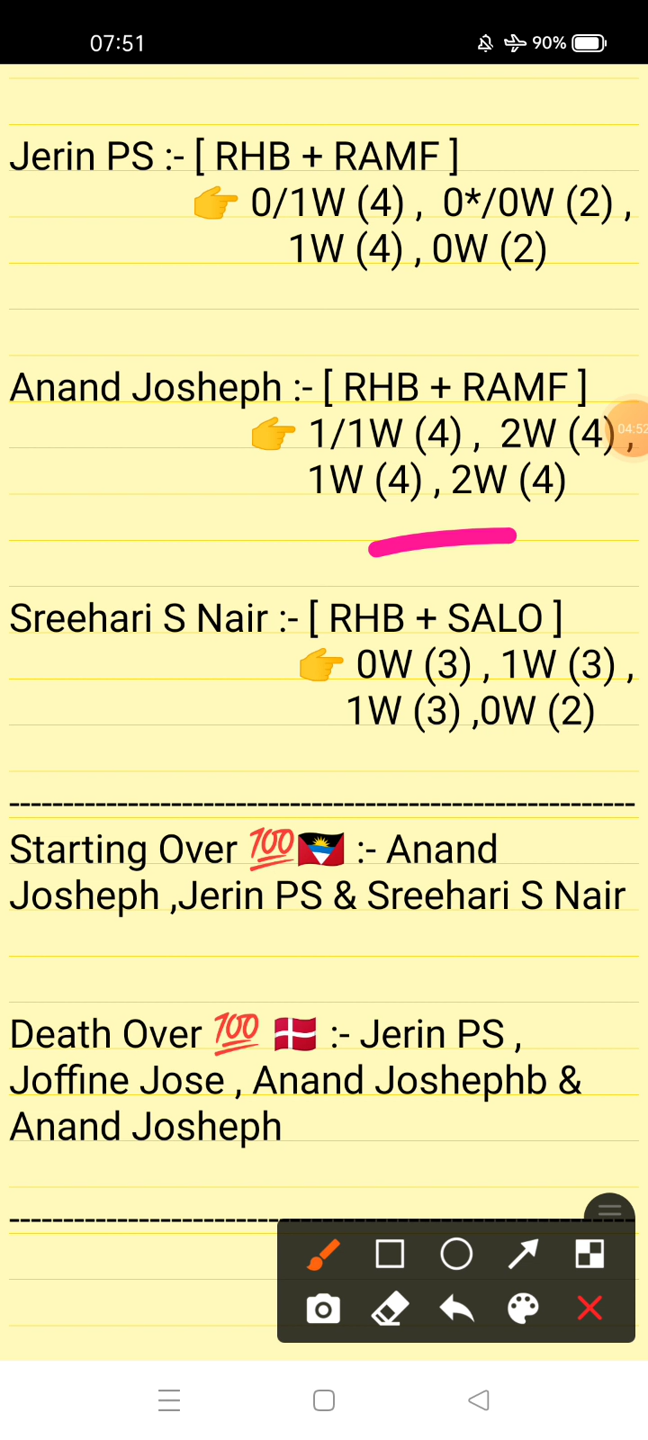 07:51 90%
Jerin PS :- [ RHB + RAMF ]
👉 0/1W (4) , 0*/0W (2) ,
1W (4) , 0W (2)
Anand Josheph :- [ RHB + RAMF ]
👉 1/1W (4) , 2W (4) ,
04:52
1W (4) , 2W (4)
Sreehari S Nair :- [ RHB + SALO ]
👉 0W (3) , 1W (3) ,
1W (3) ,0W (2)
----------------------------------------------------------
Starting Over 💯🇦🇬 :- Anand
Josheph ,Jerin PS & Sreehari S Nair
Death Over 💯 🇩🇰 :- Jerin PS ,
Joffine Jose , Anand Joshephb &
Anand Josheph
----------------------------------------------------------